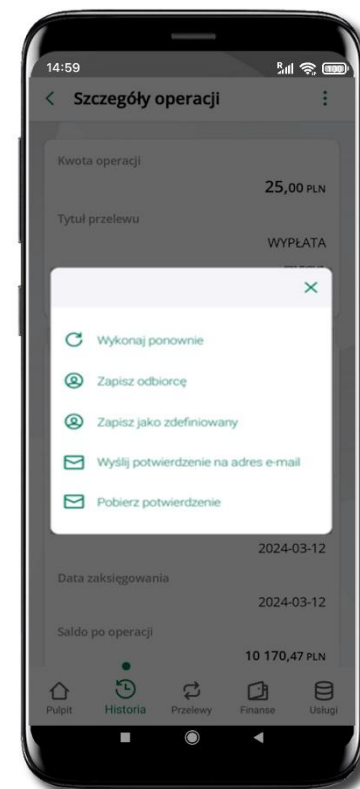 14:59
R
100
Szczegóły operacji
Kwota operacji
25,00 PLN
Tytuł przelewu
WYPŁATA
Wykonaj ponownie
Zapisz odbiorcę
Zapisz jako zdefiniowany
Wyślij potwierdzenie na adres e-mail
Pobierz potwierdzenie
2024-03-12
Data zaksięgowania
2024-03-12
Saldo po operacji
10 170,47 PLN
Pulpit Historia Przelewy Finanse Usługi